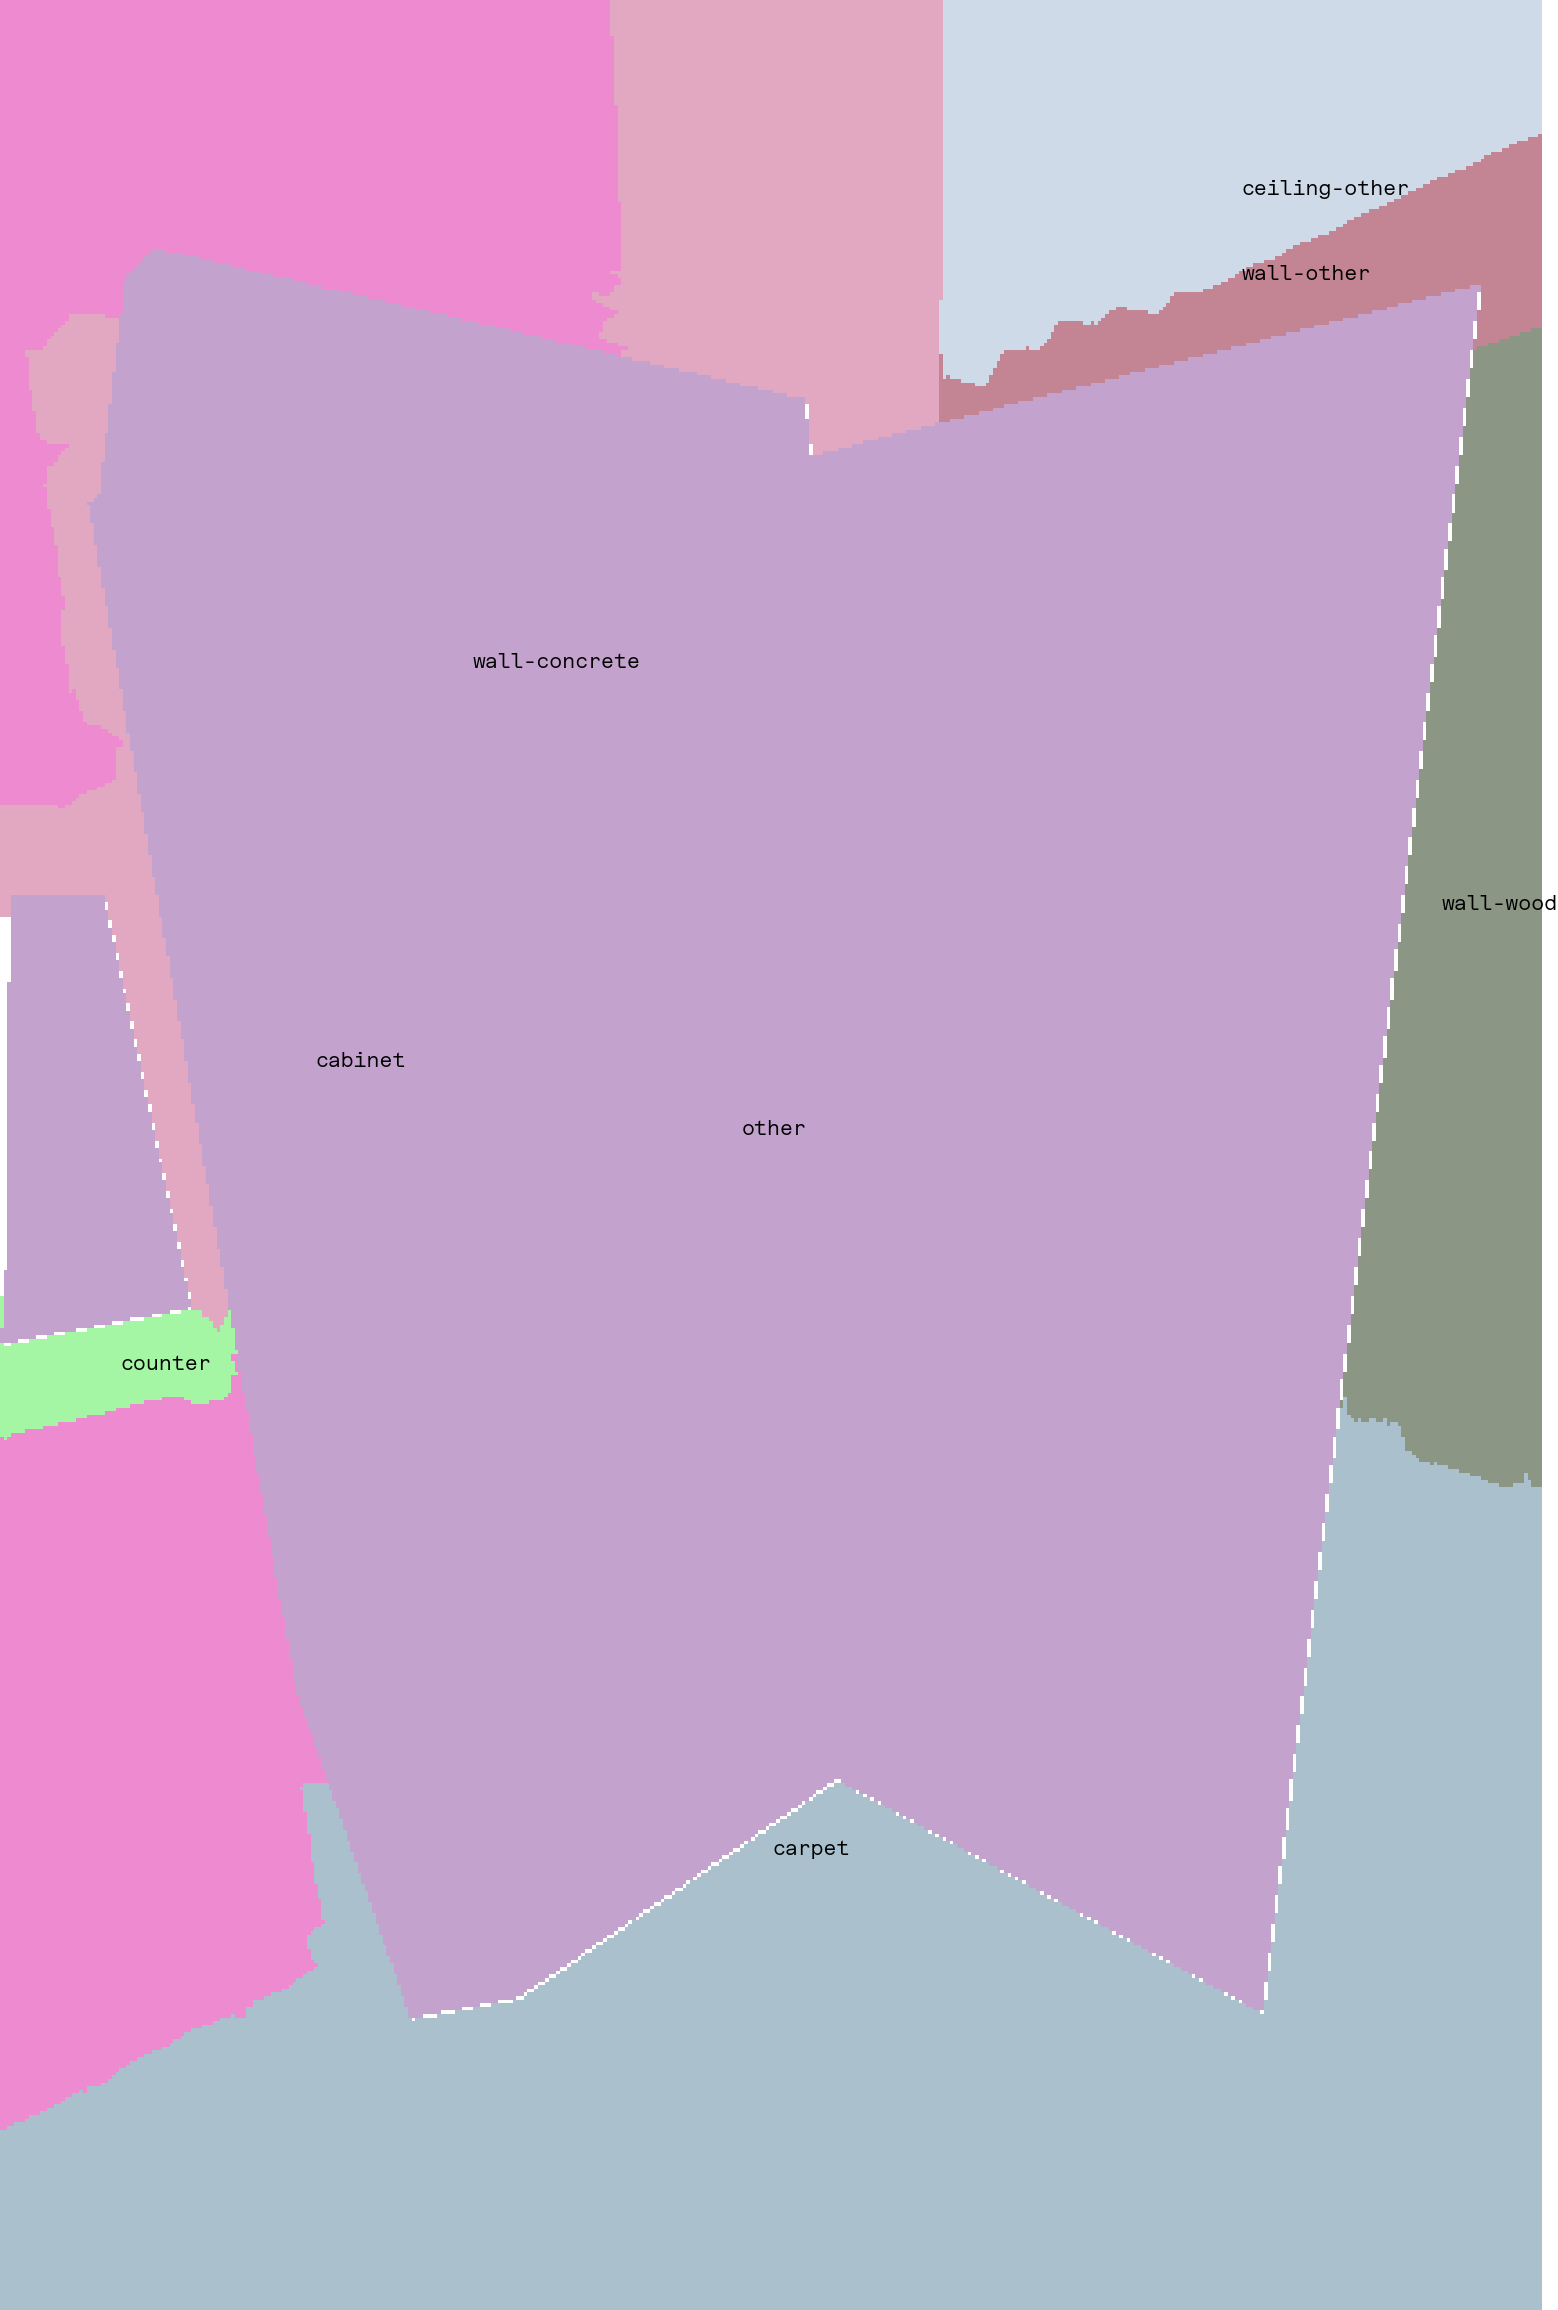 ceiling-other
wall-other
wall-concrete
wall-wood
cabinet
other
counter
carpet